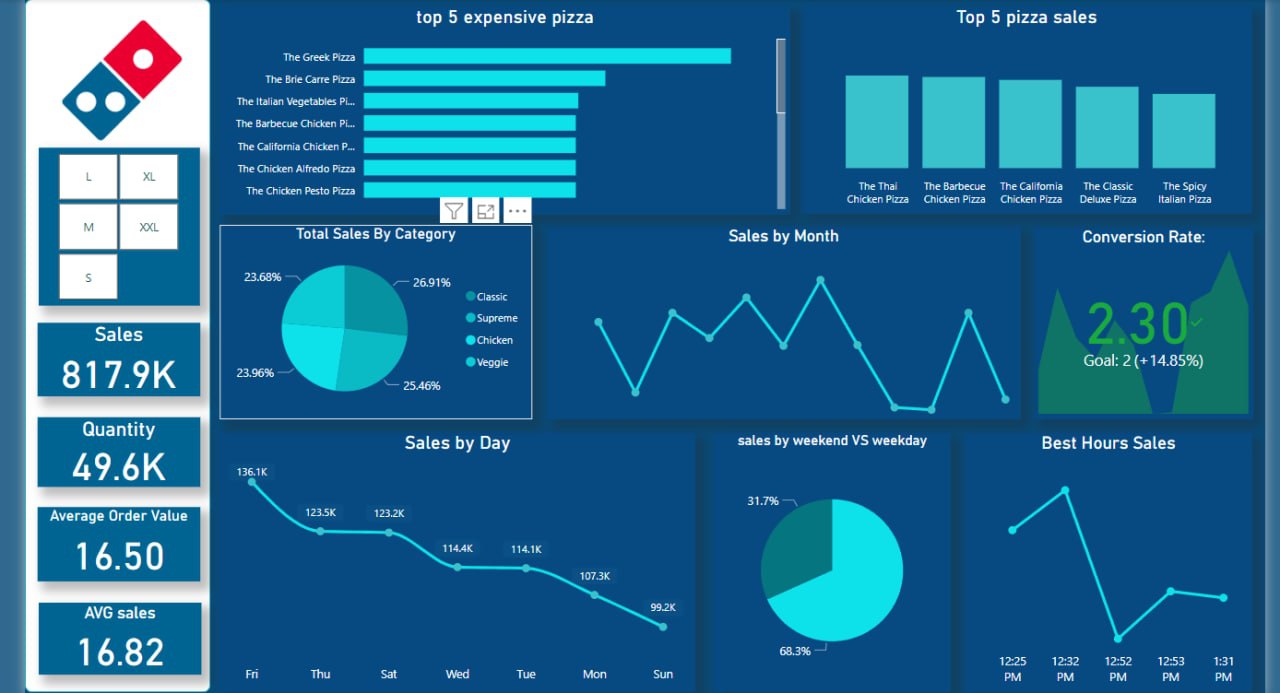 L
XL
M
XXL
S
Sales
817.9K
Quantity
49.6K
Average Order Value
16.50
AVG sales
16.82
top 5 expensive pizza
The Greek Pizza
The Brie Carre Pizza
The Italian Vegetables Pi...
The Barbecue Chicken Pi...
The California Chicken P...
The Chicken Alfredo Pizza
The Chicken Pesto Pizza
Top 5 pizza sales
The Thai
Chicken Pizza
The Barbecue
Chicken Pizza
The California
Chicken Pizza
The Classic
Deluxe Pizza
The Spicy
Italian Pizza
Total Sales By Category
23.68%
26.91%
23.96%
25.46%
Classic
Supreme
Chicken
Veggie
Sales by Month
Conversion Rate:
2.30
Goal: 2 (+14.85%)
Sales by Day
136.1K
123.5K
123.2K
114.4K
114.1K
107.3K
99.2K
Fri
Thu
Sat
Wed
Tue
Mon
Sun
sales by weekend VS weekday
31.7%
68.3%
Best Hours Sales
12:25
PM
12:32
PM
12:52
PM
12:53
PM
1:31
PM